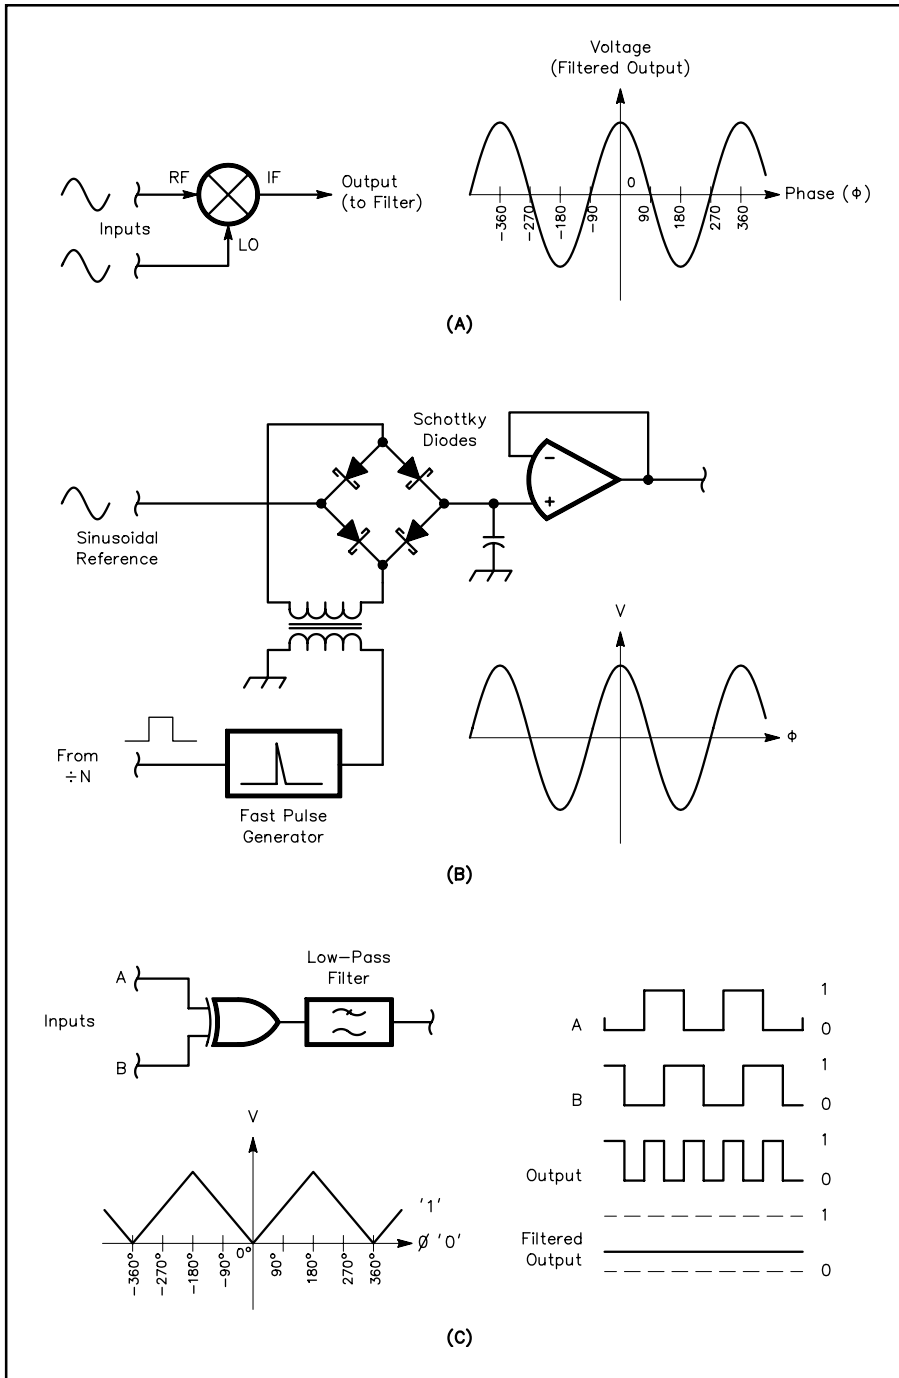 Voltage
(Filtered Output)
RF
IF
Output
(to Filter)
Inputs
LO
0
Phase (Φ)
-360
-270
-180
-90
90
180
270
360
(A)
Schottky
Diodes
−
+
Sinusoidal
Reference
V
Φ
From
÷N
Fast Pulse
Generator
(B)
Low-Pass
Filter
A
Inputs
B
V
'1'
Ø '0'
0°
-360°
-270°
-180°
-90°
90°
180°
270°
360°
A
1
0
B
1
0
Output
1
0
Filtered
Output
1
0
(C)